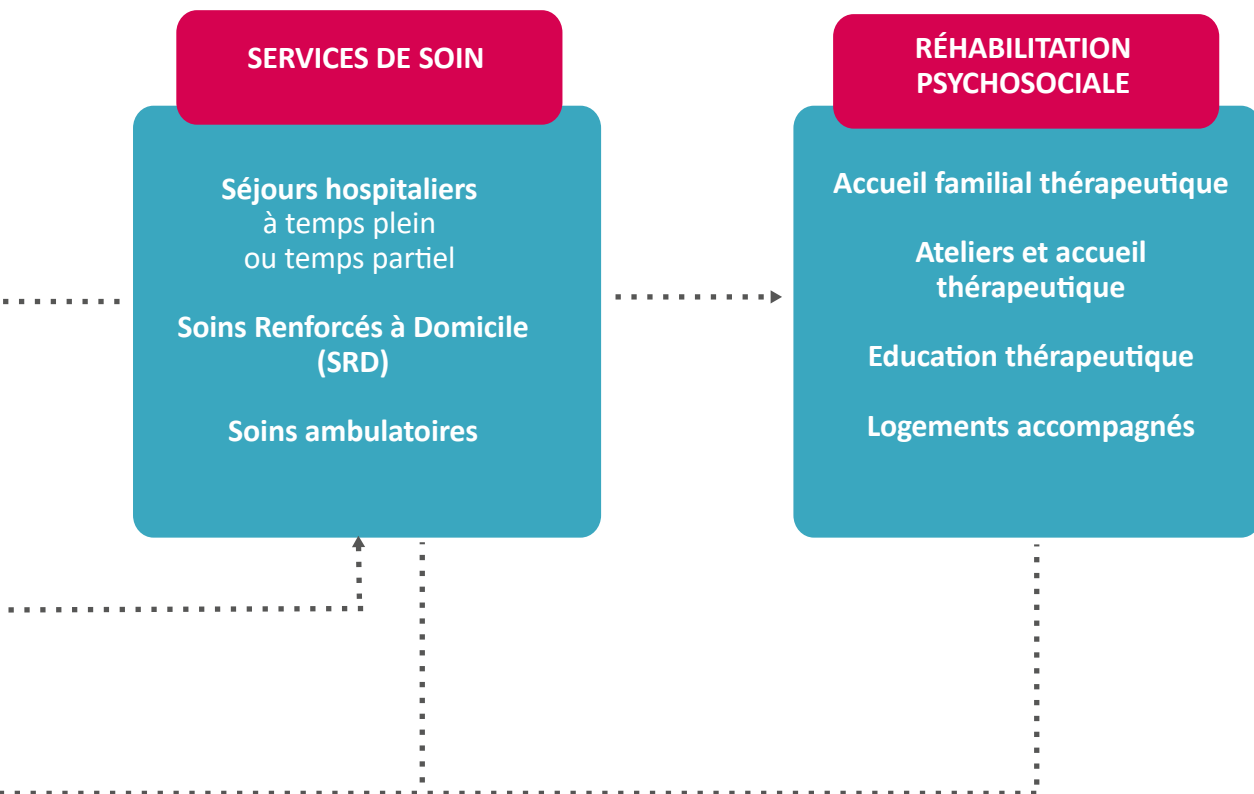 SERVICES DE SOIN
Séjours hospitaliers
à temps plein
ou temps partiel
Soins Renforcés à Domicile
(SRD)
Soins ambulatoires
RÉHABILITATION
PSYCHOSOCIALE
Accueil familial thérapeutique
Ateliers et accueil
thérapeutique
Education thérapeutique
Logements accompagnés